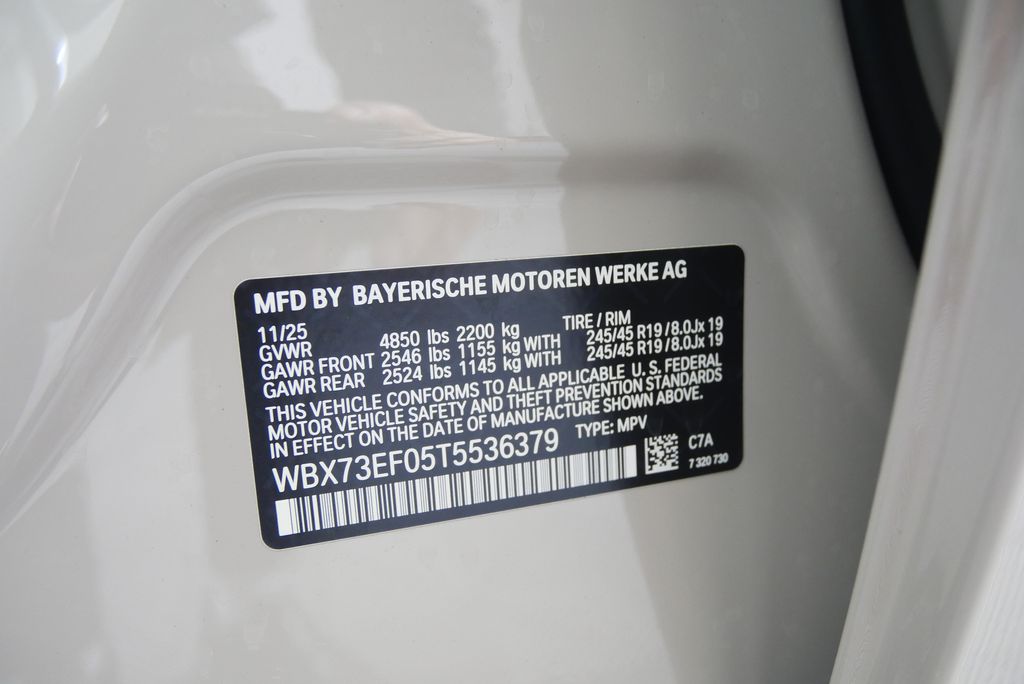 MFD BY BAYERISCHE MOTOREN WERKE AG
11/25 TIRE / RIM
GVWR 4850 lbs 2200 kg
GAWR FRONT 2546 lbs 1155 kg WITH 245/45 R19 / 8.0Jx 19
GAWR REAR 2524 lbs 1145 kg WITH 245/45 R19 / 8.0Jx 19
THIS VEHICLE CONFORMS TO ALL APPLICABLE U. S. FEDERAL
MOTOR VEHICLE SAFETY AND THEFT PREVENTION STANDARDS
IN EFFECT ON THE DATE OF MANUFACTURE SHOWN ABOVE.
WBX73EF05T5536379 TYPE: MPV
C7A
7 320 730